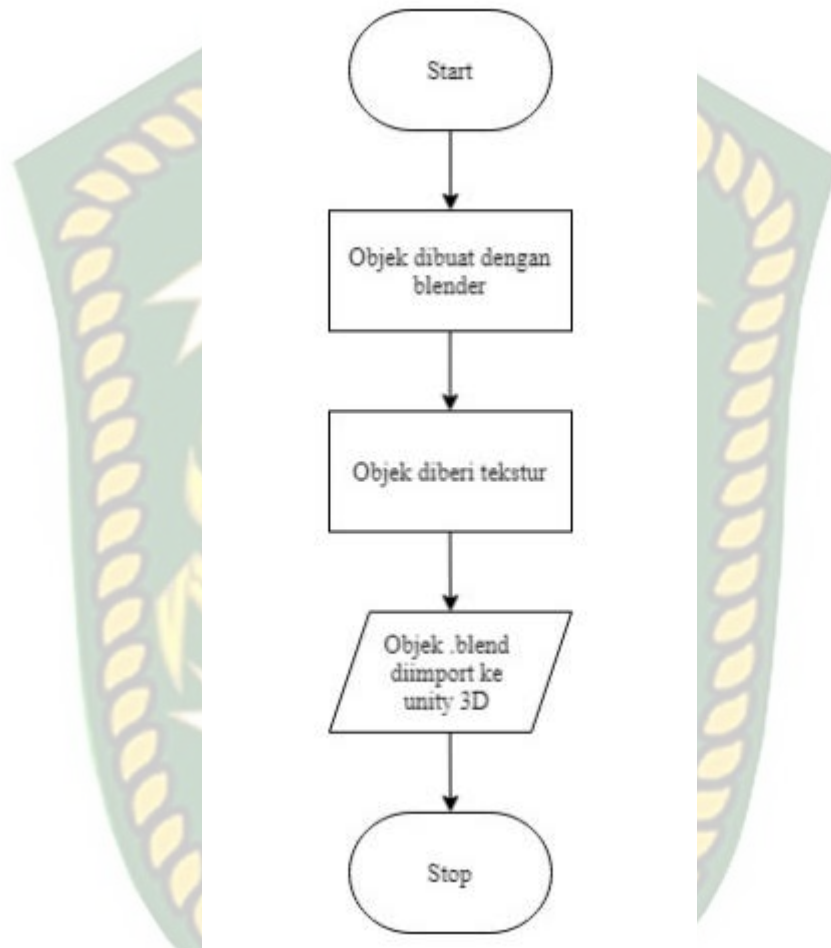 Start
Objek dibuat dengan
blender
Objek diberi tekstur
Objek .blend
diimport ke
unity 3D
Stop